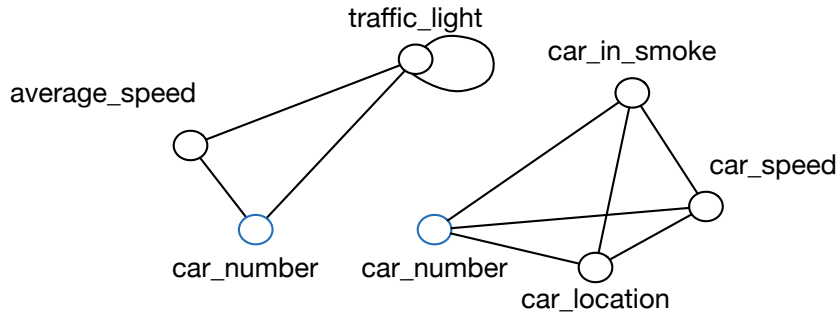 traffic_light
average_speed
car_number
car_in_smoke
car_speed
car_number
car_location